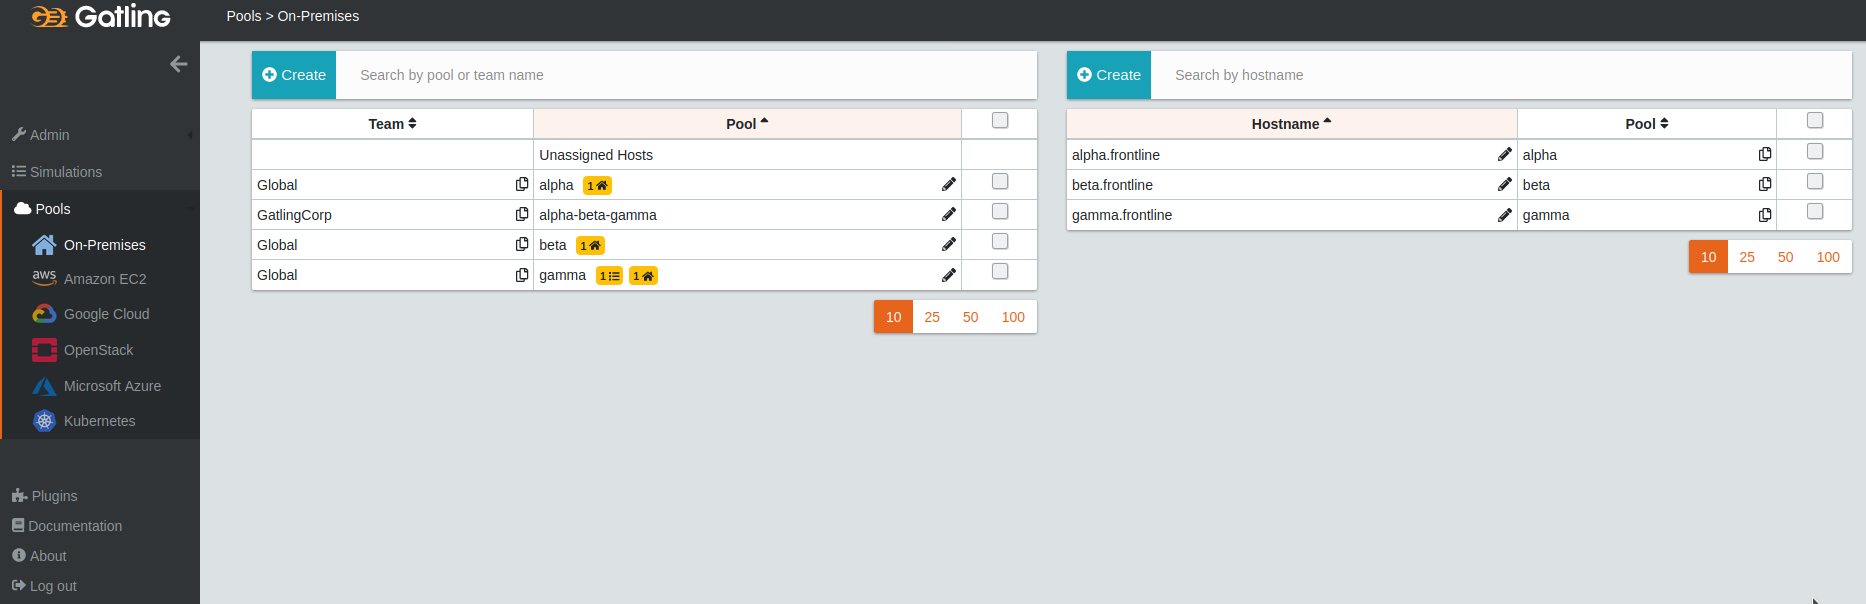 Gatling
Pools > On-Premises
Admin
Simulations
Pools
On-Premises
aws Amazon EC2
Google Cloud
OpenStack
Microsoft Azure
Kubernetes
Plugins
Documentation
About
Log out
Create Search by pool or team name
Team Pool
Unassigned Hosts
Global alpha 1
GatlingCorp alpha-beta-gamma
Global beta 1
Global gamma 1 1
10 25 50 100
Create Search by hostname
Hostname Pool
alpha.frontline alpha
beta.frontline beta
gamma.frontline gamma
10 25 50 100